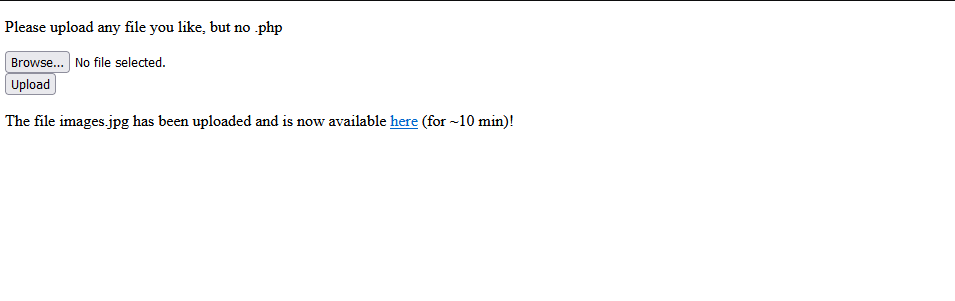 Please upload any file you like, but no .php
Browse... No file selected.
Upload
The file images.jpg has been uploaded and is now available here (for ~10 min)!